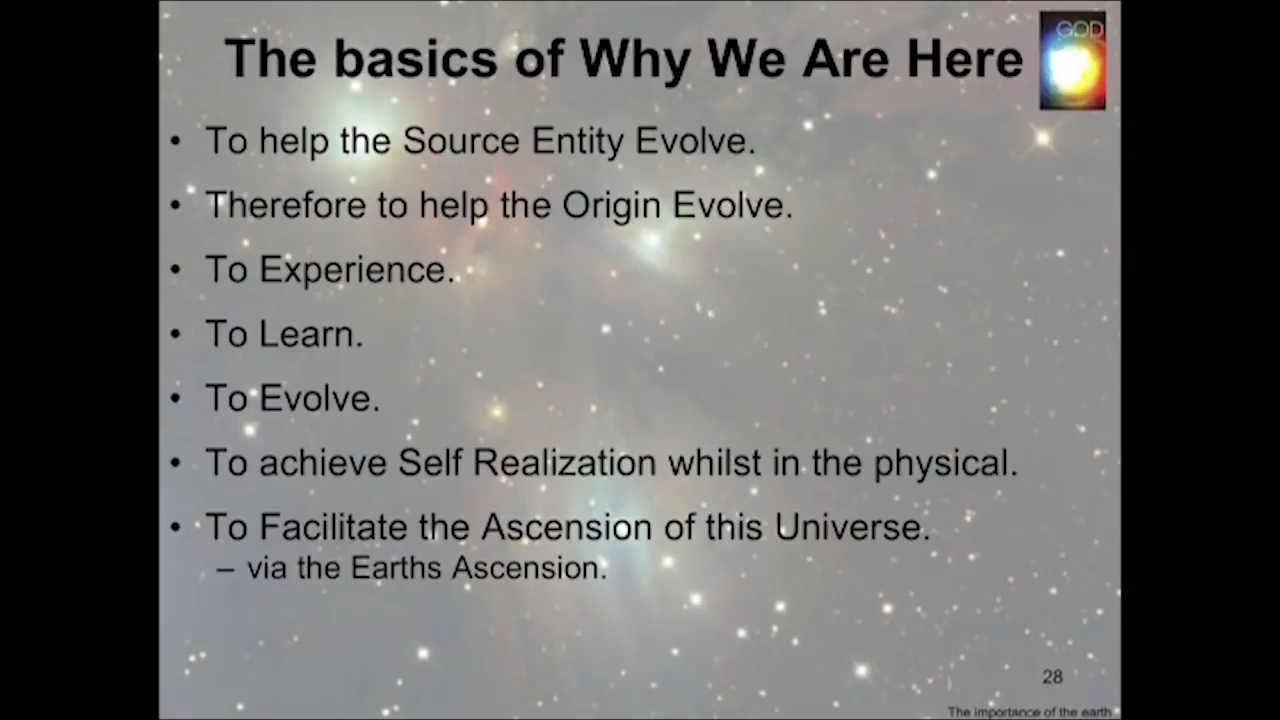 The basics of Why We Are Here
GOD
• To help the Source Entity Evolve.
• Therefore to help the Origin Evolve.
• To Experience.
• To Learn.
• To Evolve.
• To achieve Self Realization whilst in the physical.
• To Facilitate the Ascension of this Universe.
– via the Earths Ascension.
28
The importance of the earth